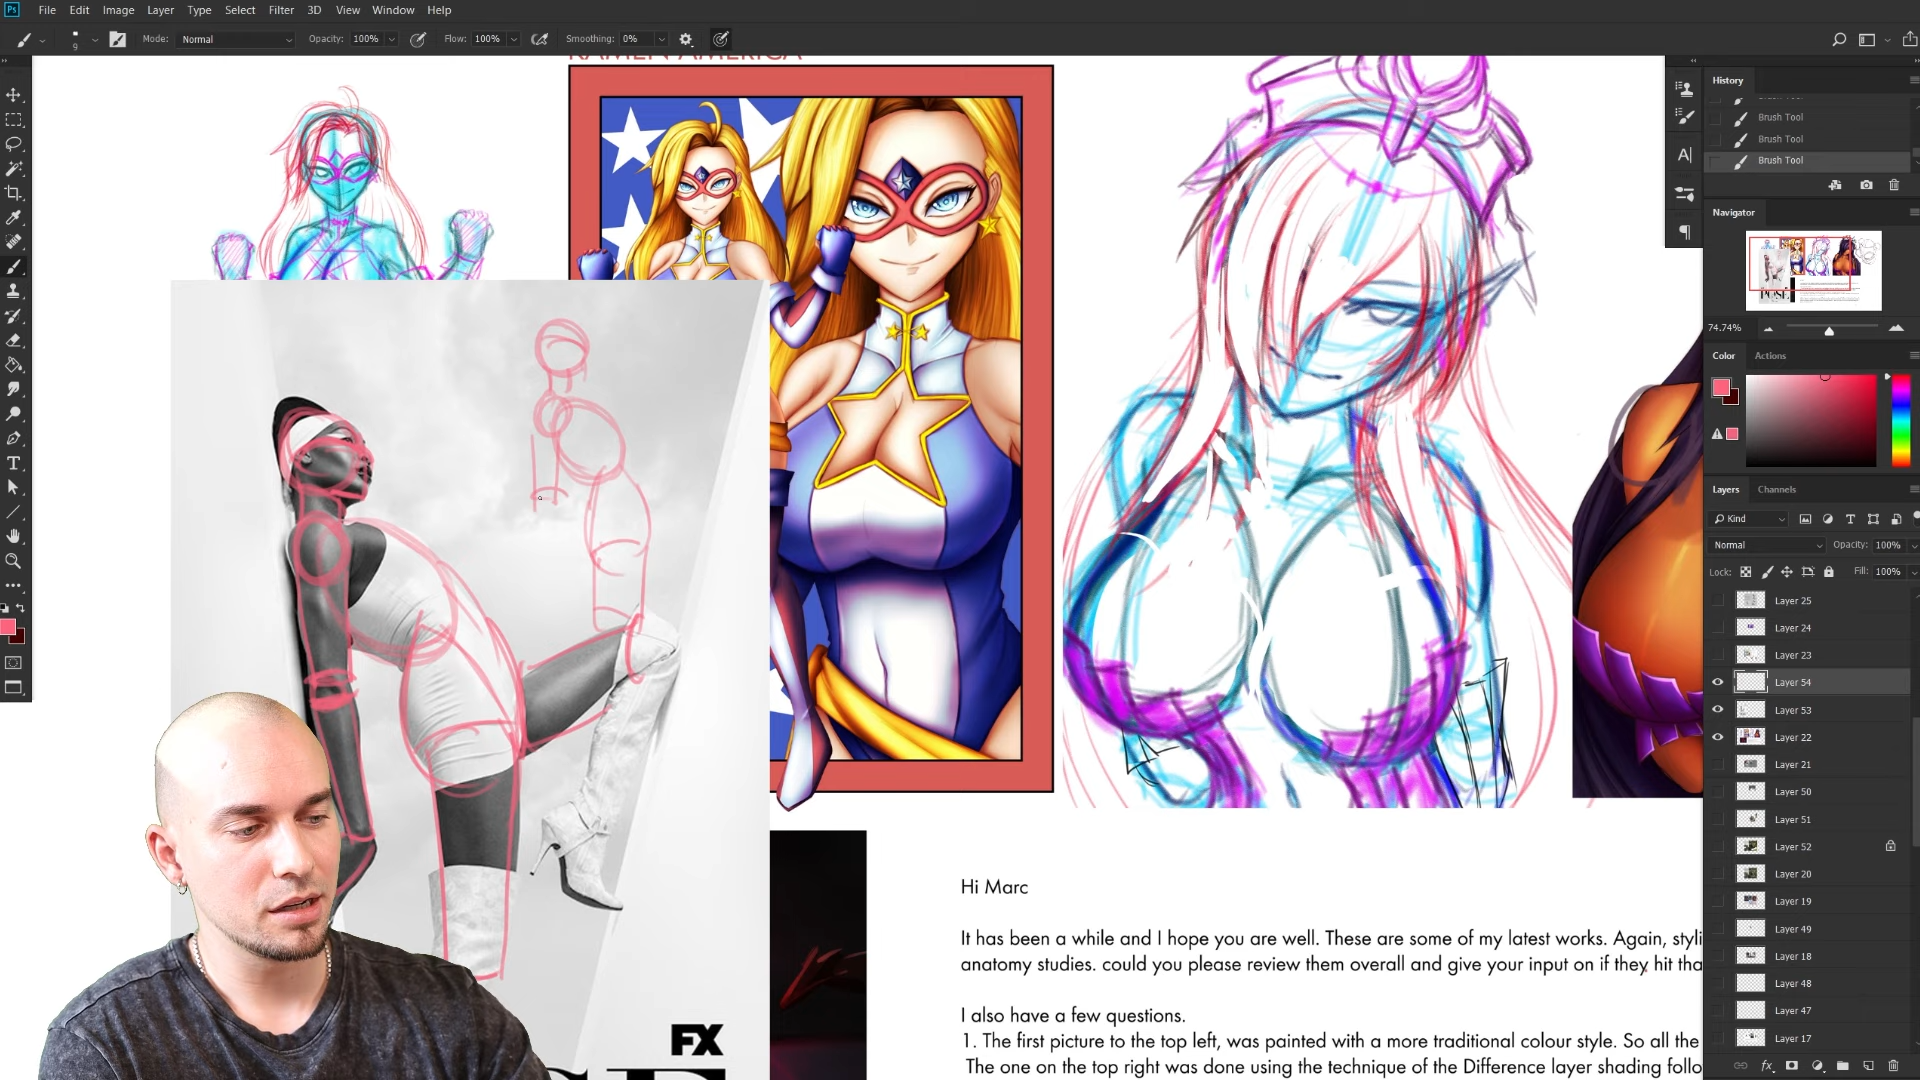 Ps File Edit Image Layer Type Select Filter 3D View Window Help
9 Mode: Normal Opacity: 100% Flow: 100% Smoothing: 0%
RAMEN AMERICA
History
Brush Tool
Brush Tool
Brush Tool
Brush Tool
Navigator
74.74%
Color Actions
Layers Channels
Kind
Normal Opacity: 100%
Lock: Fill: 100%
Layer 25
Layer 24
Layer 23
Layer 54
Layer 53
Layer 22
Layer 21
Layer 50
Layer 51
Layer 52
Layer 20
Layer 19
Layer 49
Layer 18
Layer 48
Layer 47
Layer 17
FX
Hi Marc
It has been a while and I hope you are well. These are some of my latest works. Again, styli
anatomy studies. could you please review them overall and give your input on if they hit tha
I also have a few questions.
1. The first picture to the top left, was painted with a more traditional colour style. So all the
The one on the top right was done using the technique of the Difference layer shading follo